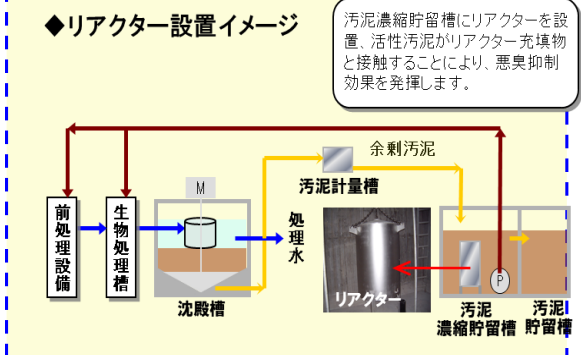 ◆リアクター設置イメージ
汚泥濃縮貯留槽にリアクターを設
置、活性汚泥がリアクター充填物
と接触することにより、悪臭抑制
効果を発揮します。
余剰汚泥
汚泥計量槽
M
前処理設備
生物処理槽
処理水
沈殿槽
リアクター
P
汚泥
濃縮貯留槽
汚泥
貯留槽